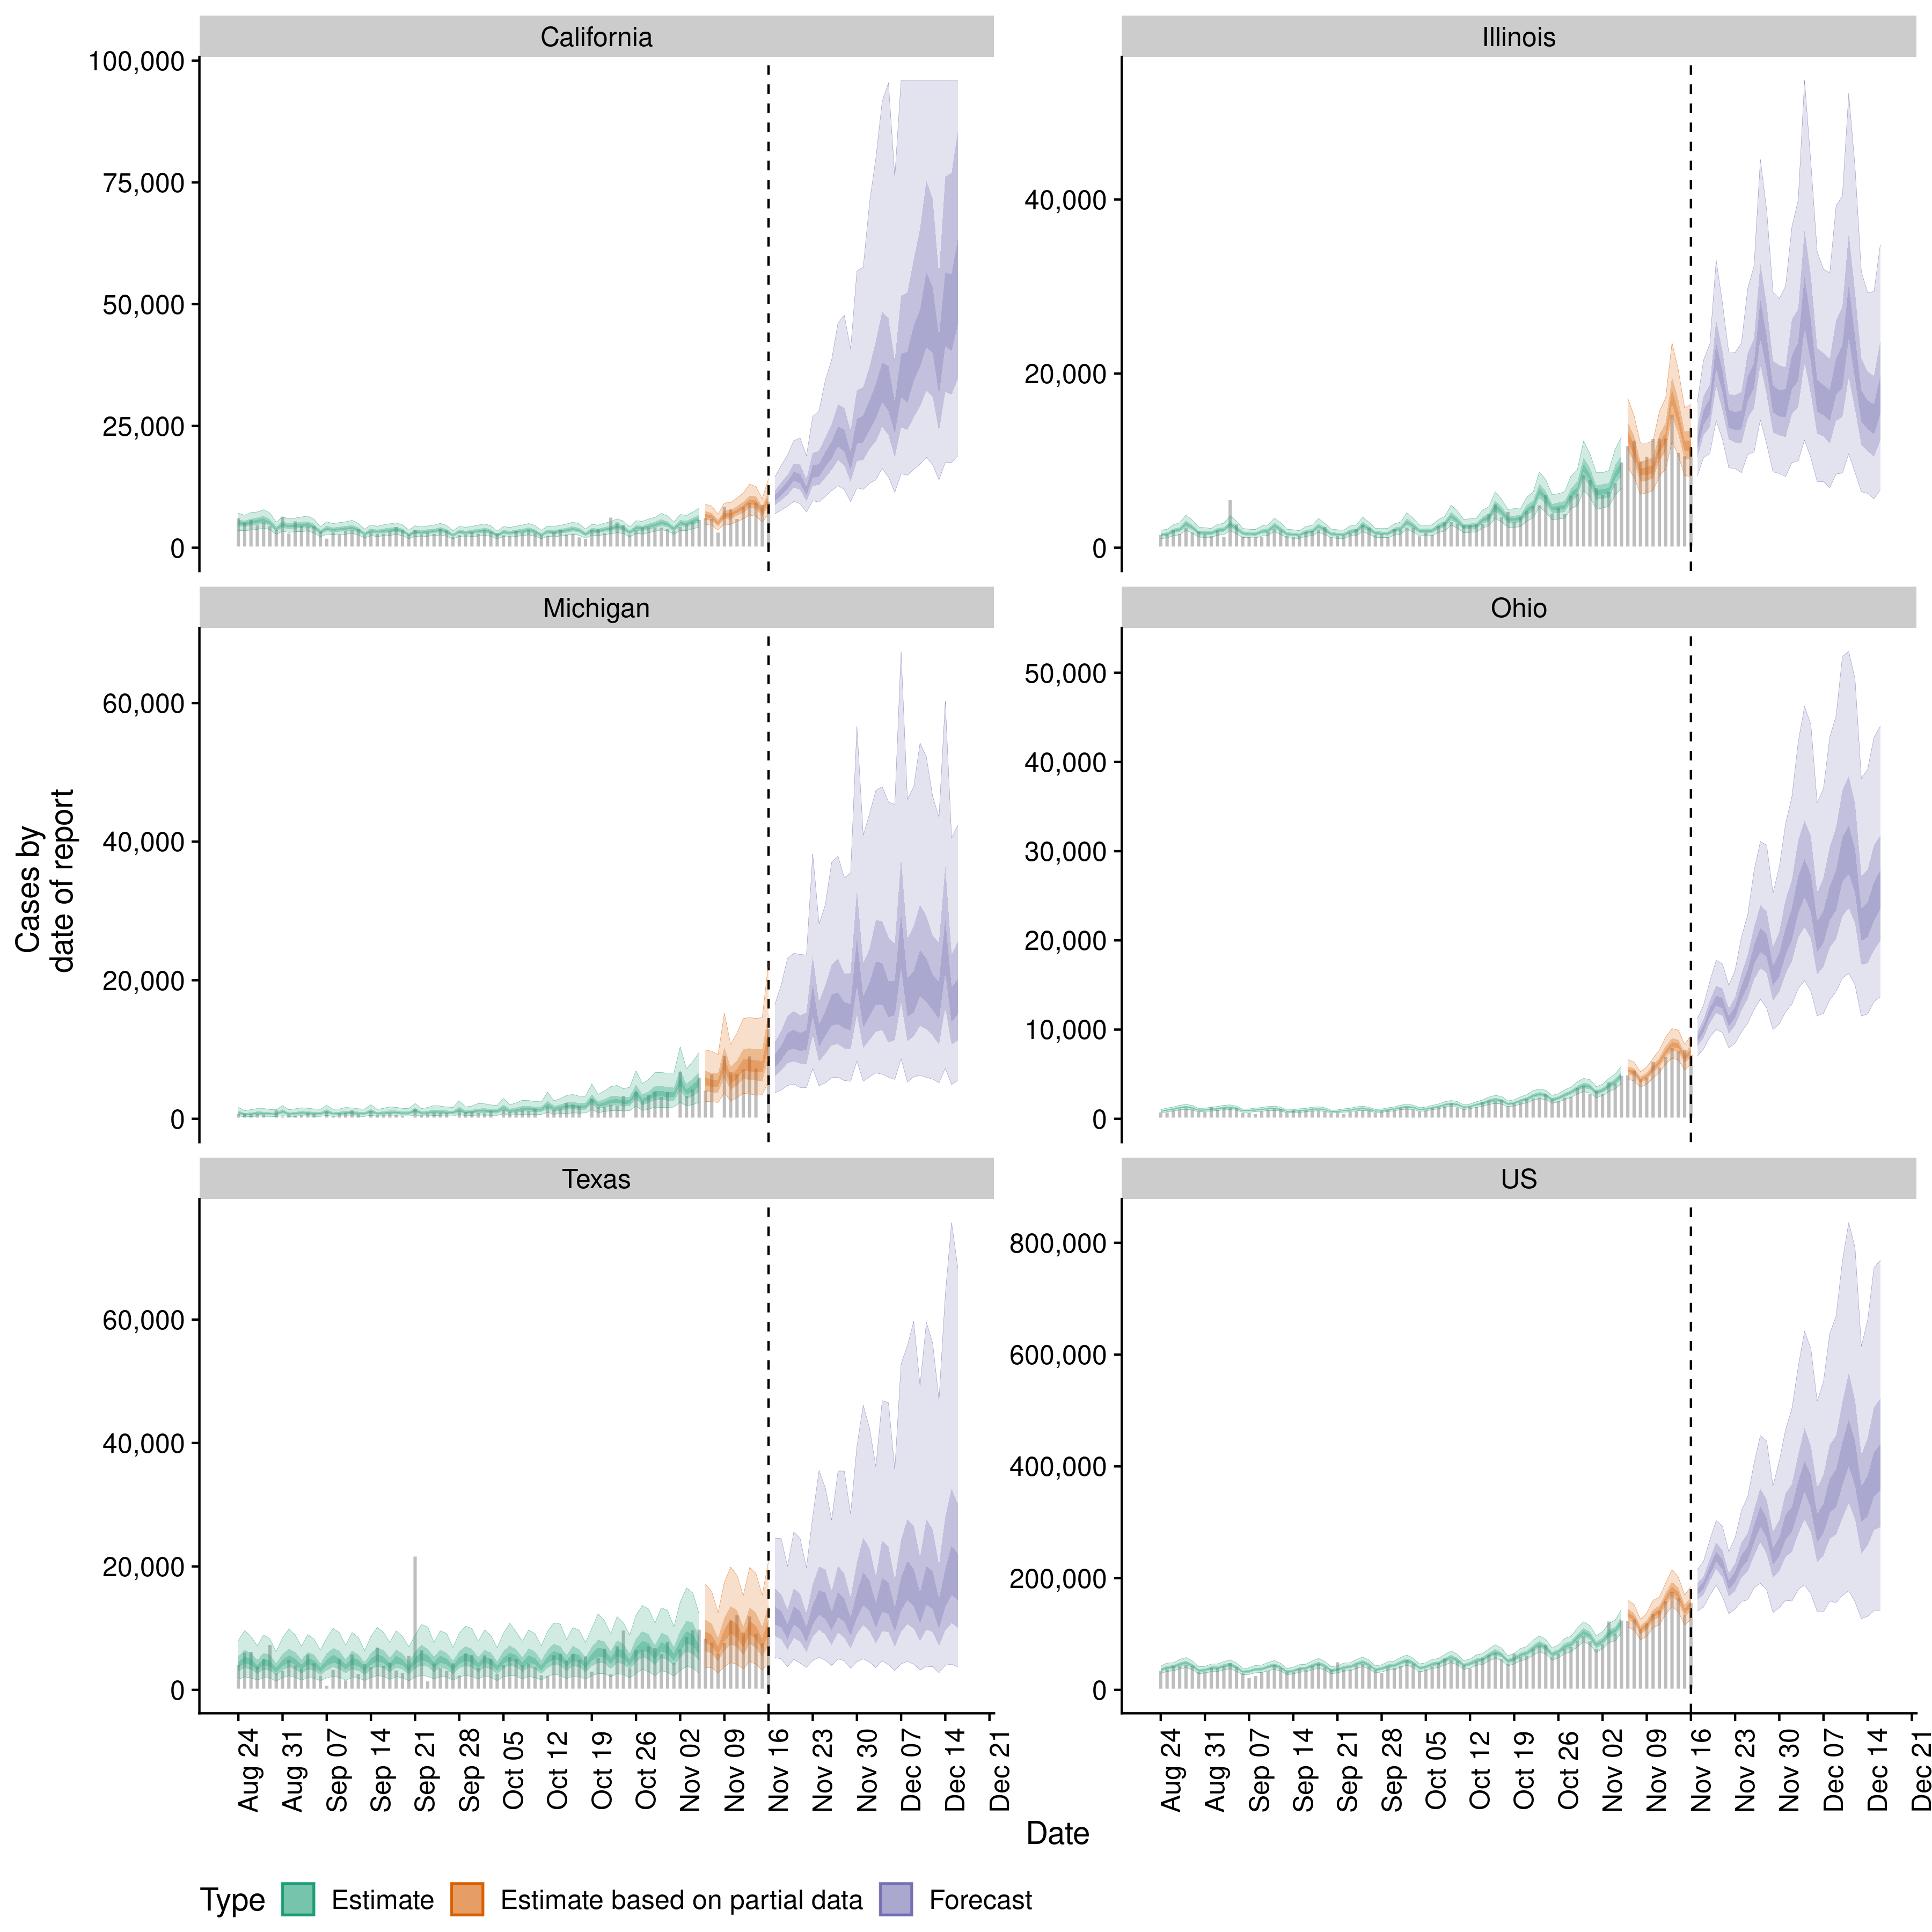 California
Illinois
100,000
75,000
50,000
25,000
0
40,000
20,000
0
Michigan
Ohio
60,000
40,000
20,000
0
50,000
40,000
30,000
20,000
10,000
0
Cases by
date of report
Texas
US
60,000
40,000
20,000
0
800,000
600,000
400,000
200,000
0
Aug 24
Aug 31
Sep 07
Sep 14
Sep 21
Sep 28
Oct 05
Oct 12
Oct 19
Oct 26
Nov 02
Nov 09
Nov 16
Nov 23
Nov 30
Dec 07
Dec 14
Dec 21
Aug 24
Aug 31
Sep 07
Sep 14
Sep 21
Sep 28
Oct 05
Oct 12
Oct 19
Oct 26
Nov 02
Nov 09
Nov 16
Nov 23
Nov 30
Dec 07
Dec 14
Dec 21
Date
Type Estimate Estimate based on partial data Forecast